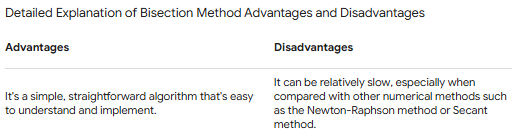 Detailed Explanation of Bisection Method Advantages and Disadvantages
Advantages
Disadvantages
It's a simple, straightforward algorithm that's easy
to understand and implement.
It can be relatively slow, especially when
compared with other numerical methods such
as the Newton-Raphson method or Secant
method.